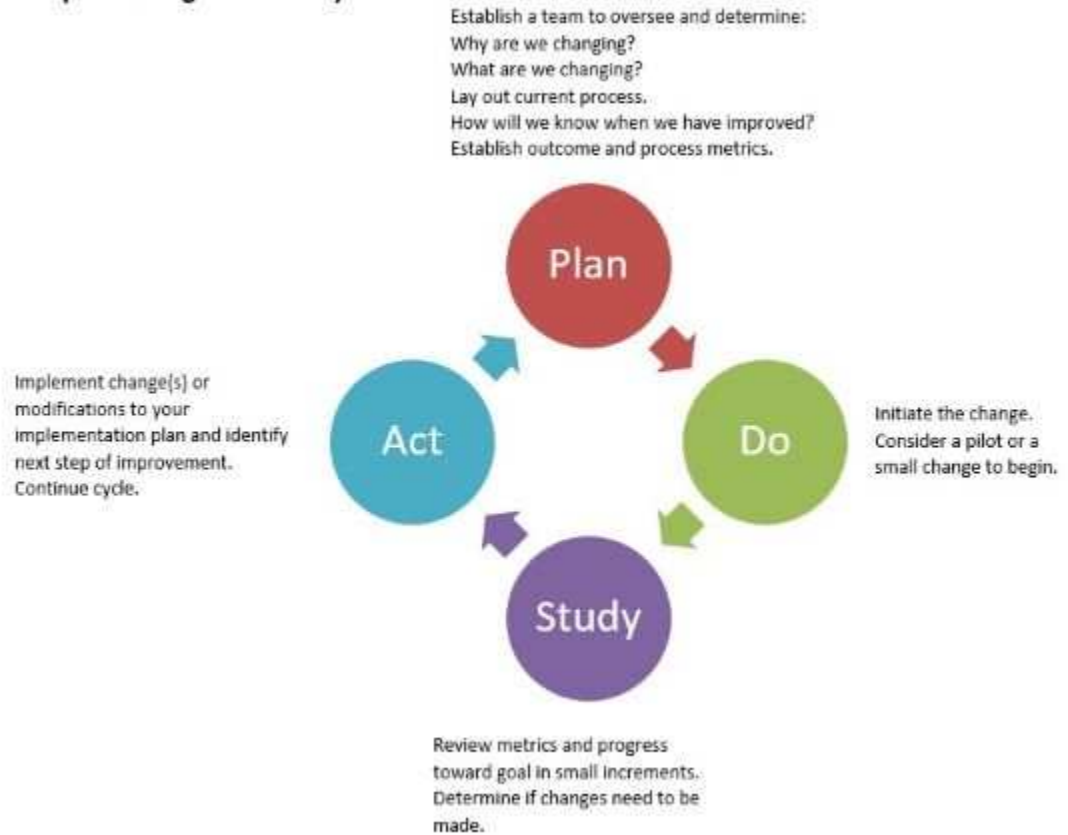 Establish a team to oversee and determine:
Why are we changing?
What are we changing?
Lay out current process.
How will we know when we have improved?
Establish outcome and process metrics.
Plan
Do
Initiate the change.
Consider a pilot or a
small change to begin.
Study
Review metrics and progress
toward goal in small increments.
Determine if changes need to be
made.
Act
Implement change(s) or
modifications to your
implementation plan and identify
next step of improvement.
Continue cycle.